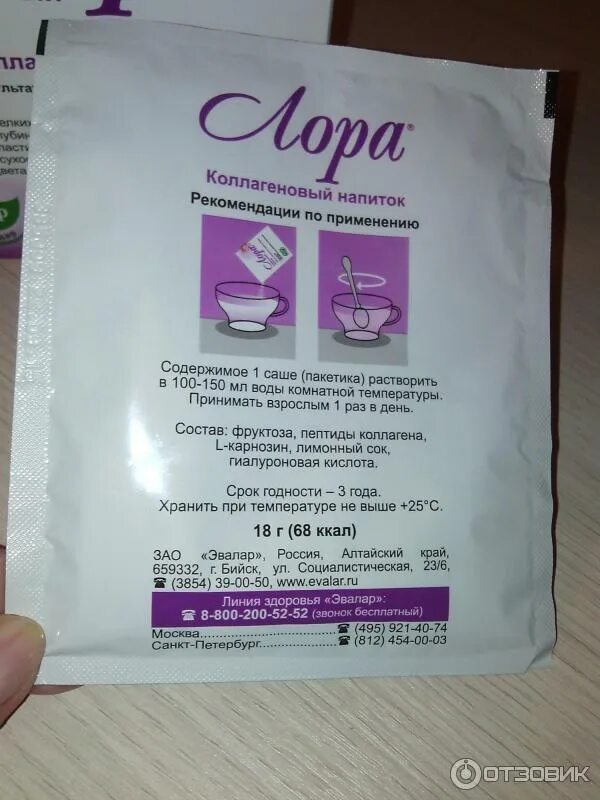 Лора®
Коллагеновый напиток
Рекомендации по применению
Лора
Содержимое 1 саше (пакетика) растворить
в 100-150 мл воды комнатной температуры.
Принимать взрослым 1 раз в день.
Состав: фруктоза, пептиды коллагена,
L-карнозин, лимонный сок,
гиалуроновая кислота.
Срок годности – 3 года.
Хранить при температуре не выше +25°С.
18 г (68 ккал)
ЗАО «Эвалар», Россия, Алтайский край,
659332, г. Бийск, ул. Социалистическая, 23/6,
☎ (3854) 39-00-50, www.evalar.ru
Линия здоровья «Эвалар»:
☎ 8-800-200-52-52 (звонок бесплатный)
Москва ☎ (495) 921-40-74
Санкт-Петербург ☎ (812) 454-00-03
ОТЗОВИК